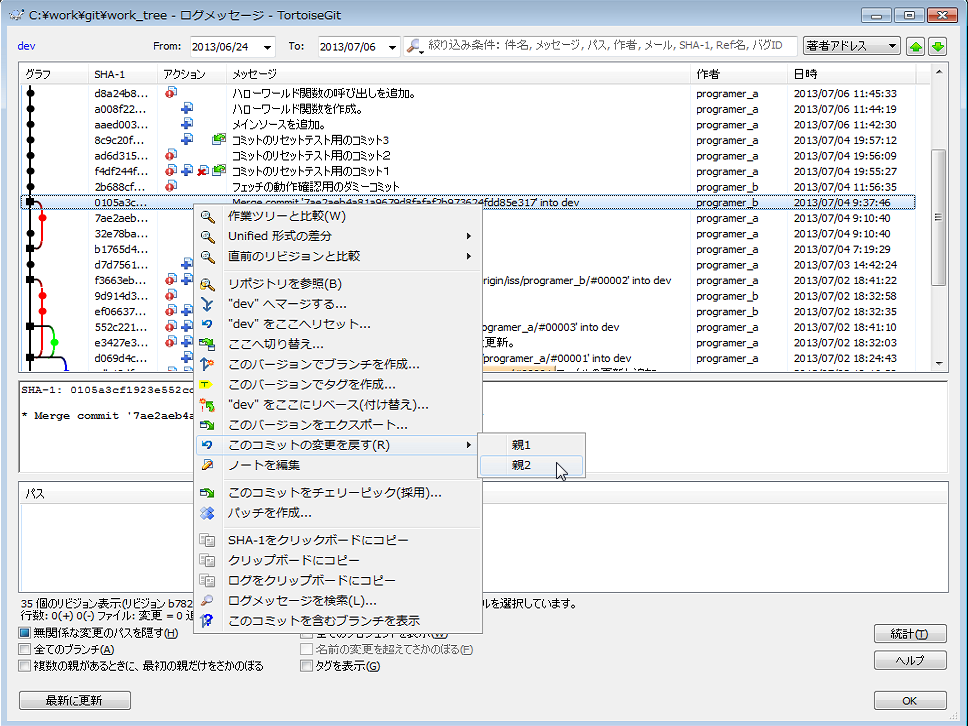 C:¥work¥git¥work_tree - ログメッセージ - TortoiseGit
dev From: 2013/06/24 To: 2013/07/06 絞り込み条件: 件名, メッセージ, パス, 作者, メール, SHA-1, Ref名, バグID 著者アドレス
グラフ SHA-1 アクション メッセージ 作者 日時
d8a24b8... ハローワールド関数の呼び出しを追加。 programer_a 2013/07/06 11:45:33
a008f22... ハローワールド関数を作成。 programer_a 2013/07/06 11:44:19
aaed003... メインソースを追加。 programer_a 2013/07/06 11:42:30
8c9c20f... コミットのリセットテスト用のコミット3 programer_a 2013/07/04 19:57:12
ad6d315... コミットのリセットテスト用のコミット2 programer_a 2013/07/04 19:56:09
f4df244f... コミットのリセットテスト用のコミット1 programer_a 2013/07/04 19:55:27
2b688cf... フェッチの動作確認用のダミーコミット programer_b 2013/07/04 11:56:35
0105a3c... Merge commit '7ae2aeb4a81a9679d8fafaf2b973624fdd85e317' into dev programer_b 2013/07/04 9:37:46
7ae2aeb... programer_a 2013/07/04 9:10:40
32e78ba... programer_a 2013/07/04 9:10:40
b1765d4... programer_a 2013/07/04 7:19:29
d7d7561... programer_a 2013/07/03 14:42:24
f3663eb... rigin/iss/programer_b/#00002' into dev programer_a 2013/07/02 18:41:22
9d914d3... programer_b 2013/07/02 18:32:58
ef06637... programer_b 2013/07/02 18:32:35
552c221... ogramer_a/#00003' into dev programer_a 2013/07/02 18:41:10
e3427e3... 更新。 programer_a 2013/07/02 18:32:03
d069d4c... /programer_a/#00001' into dev programer_a 2013/07/02 18:24:43
作業ツリーと比較(W)
Unified 形式の差分
直前のリビジョンと比較
リポジトリを参照(B)
"dev" へマージする...
"dev" をここへリセット...
ここへ切り替え...
このバージョンでブランチを作成...
このバージョンでタグを作成...
"dev" をここにリベース(付け替え)...
このバージョンをエクスポート...
このコミットの変更を戻す(R)
親1
親2
ノートを編集
このコミットをチェリーピック(採用)...
パッチを作成...
SHA-1をクリックボードにコピー
クリップボードにコピー
ログをクリップボードにコピー
ログメッセージを検索(L)...
このコミットを含むブランチを表示
SHA-1: 0105a3cf1923e552cc
* Merge commit '7ae2aeb4a
パス
35 個のリビジョン表示(リビジョン b782 ルを選択しています。
行数: 0(+) 0(-) ファイル: 変更 = 0 追
無関係な変更のパスを隠す(H) 全てのプロジェクトを表示(W) 統計(T)
全てのブランチ(A) 名前の変更を超えてさかのぼる(F)
複数の親があるときに、最初の親だけをさかのぼる タグを表示(G) ヘルプ
最新に更新 OK